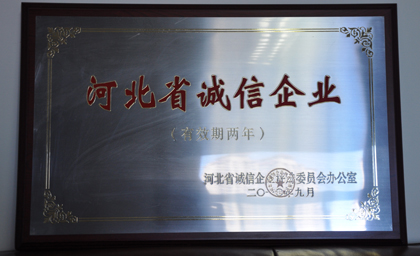 河北省诚信企业
（有效期两年）
河北省诚信企 委员会办公室
二〇 年九月